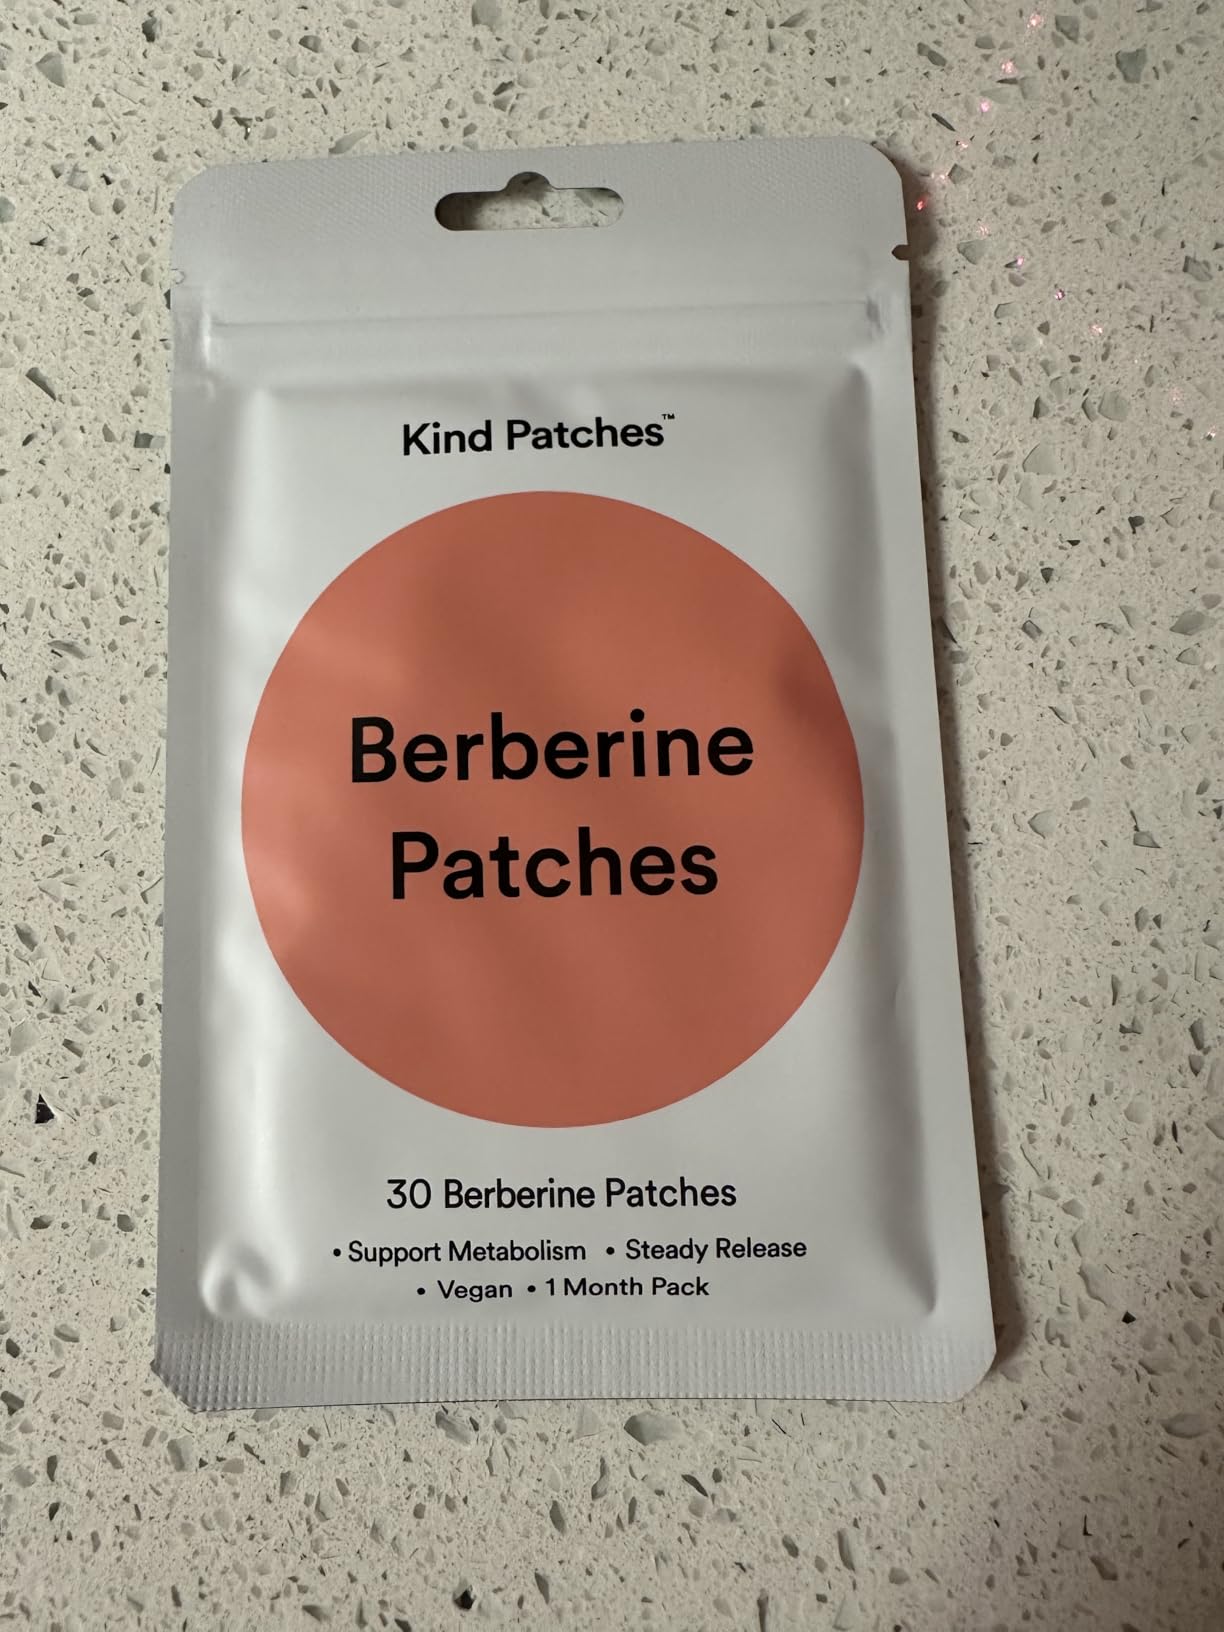 Kind Patches™
Berberine
Patches
30 Berberine Patches
• Support Metabolism • Steady Release
• Vegan • 1 Month Pack